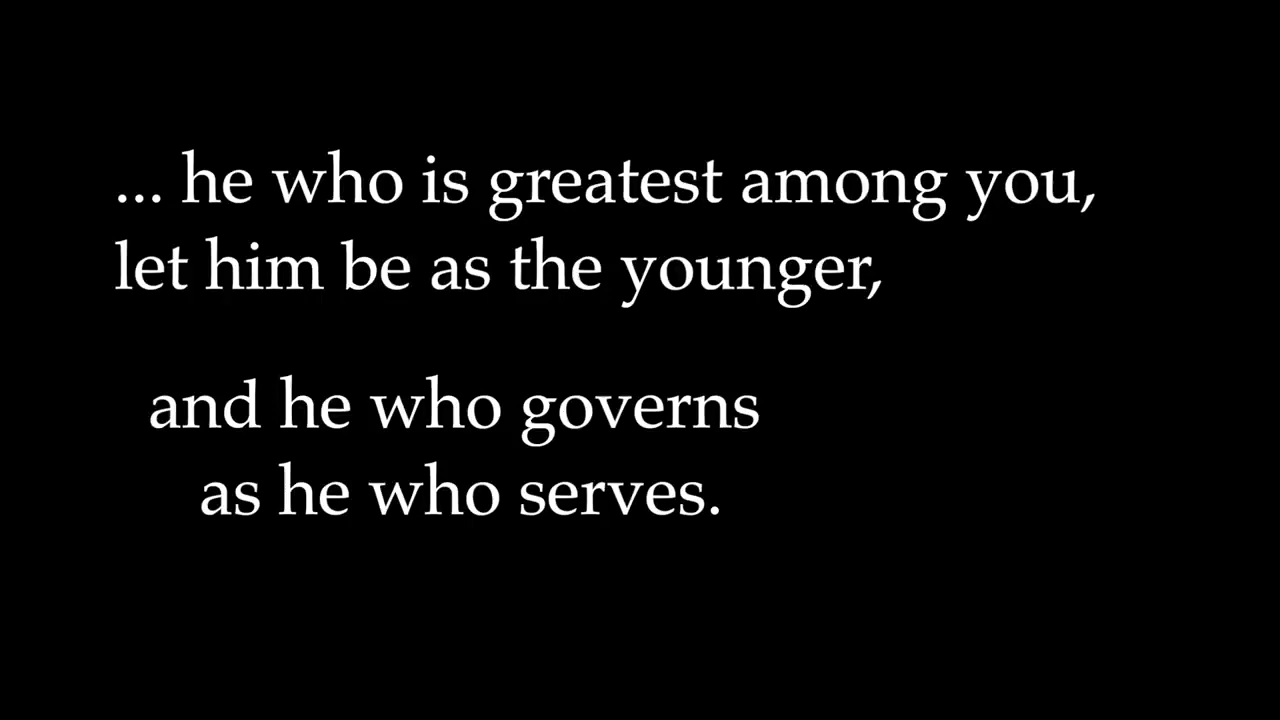 ... he who is greatest among you,
let him be as the younger,
and he who governs
as he who serves.